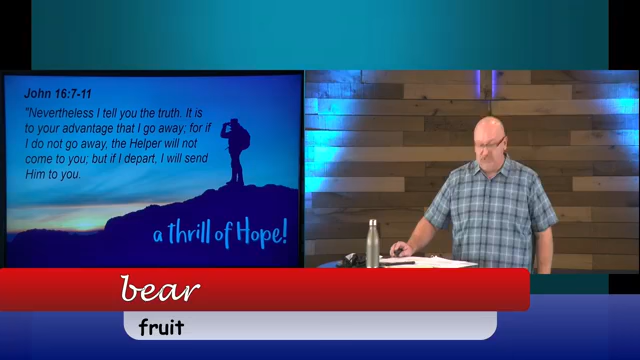 John 16:7-11
"Nevertheless I tell you the truth. It is
to your advantage that I go away; for if
I do not go away, the Helper will not
come to you; but if I depart, I will send
Him to you.
a thrill of Hope!
bear
fruit